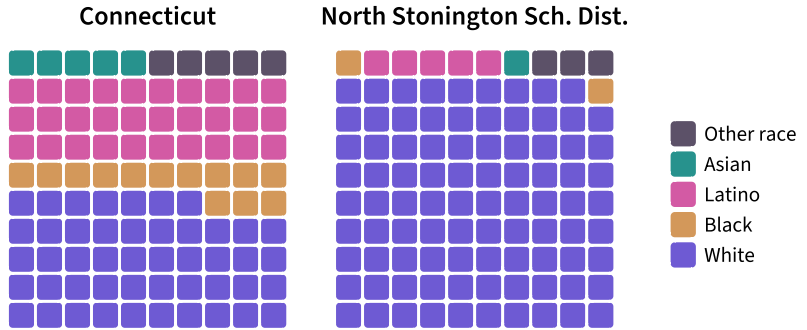 Connecticut
North Stonington Sch. Dist.
Other race
Asian
Latino
Black
White